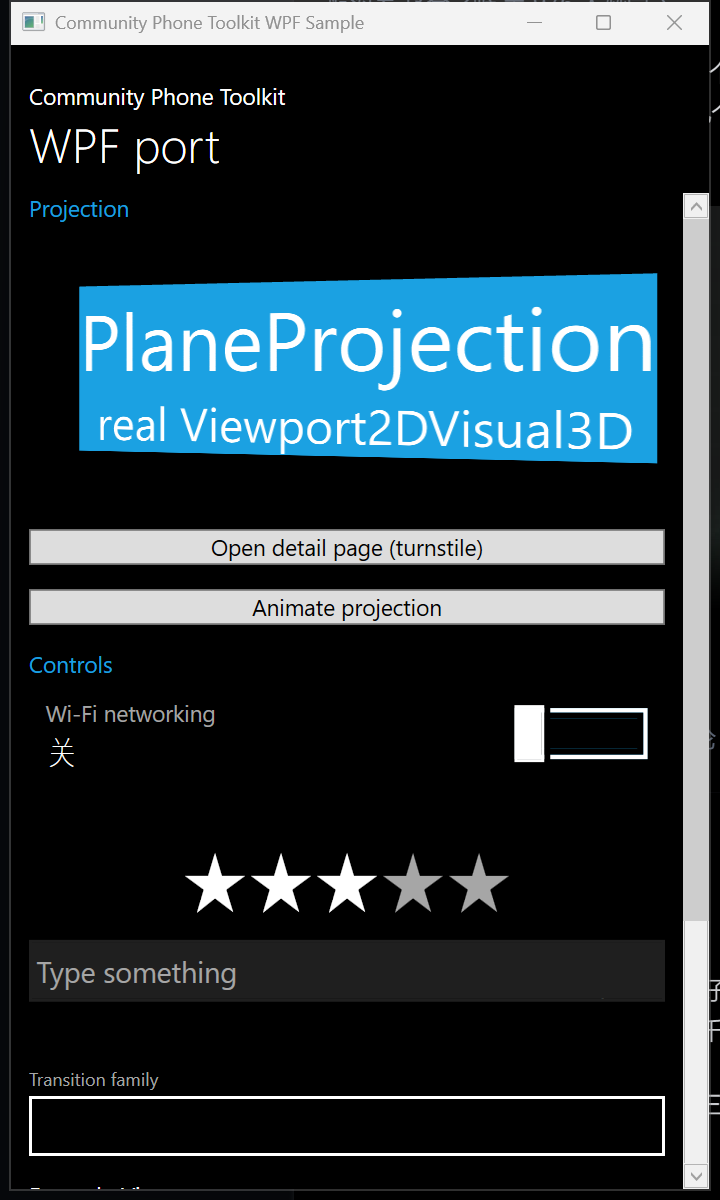 Community Phone Toolkit WPF Sample
Community Phone Toolkit
WPF port
Projection
PlaneProjection
real Viewport2DVisual3D
Open detail page (turnstile)
Animate projection
Controls
Wi-Fi networking
关
Type something
Transition family